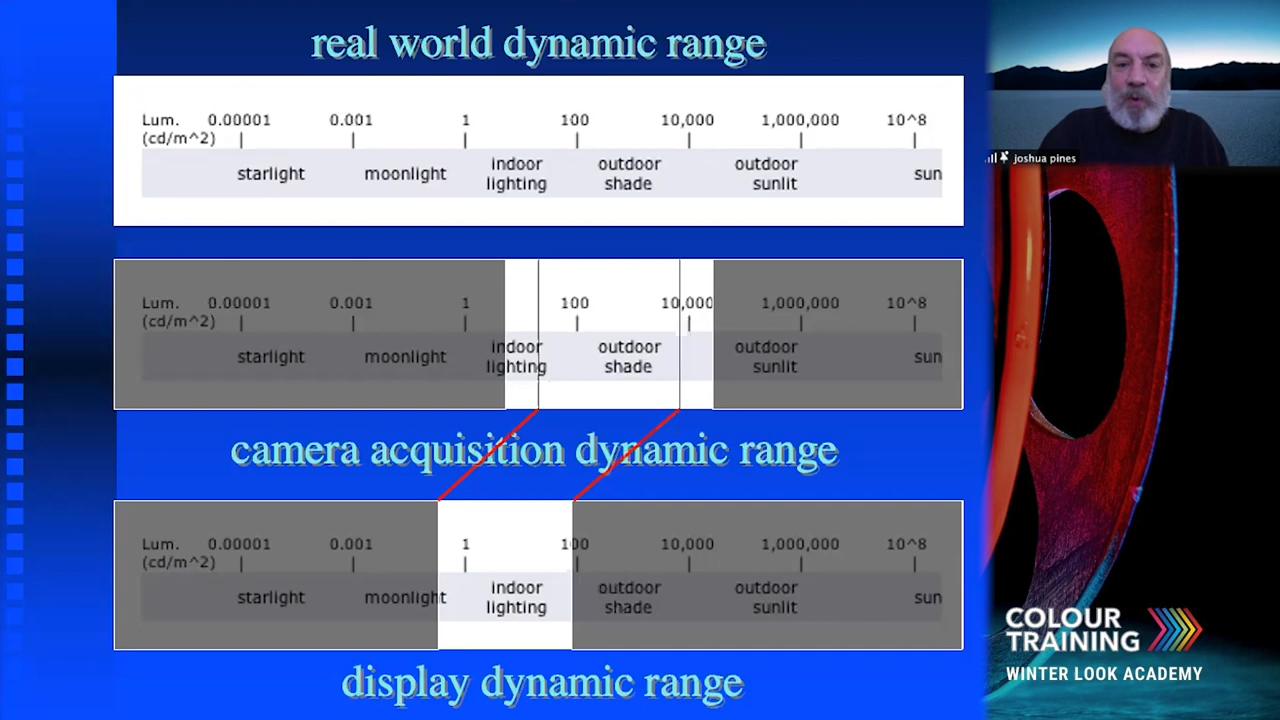 real world dynamic range
Lum. 0.00001 0.001 1 100 10,000 1,000,000 10^8
(cd/m^2)
starlight moonlight indoor lighting outdoor shade outdoor sunlit sun
Lum. 0.00001 0.001 1 100 10,000 1,000,000 10^8
(cd/m^2)
starlight moonlight indoor lighting outdoor shade outdoor sunlit sun
camera acquisition dynamic range
Lum. 0.00001 0.001 1 100 10,000 1,000,000 10^8
(cd/m^2)
starlight moonlight indoor lighting outdoor shade outdoor sunlit sun
display dynamic range
joshua pines
COLOUR
TRAINING
WINTER LOOK ACADEMY